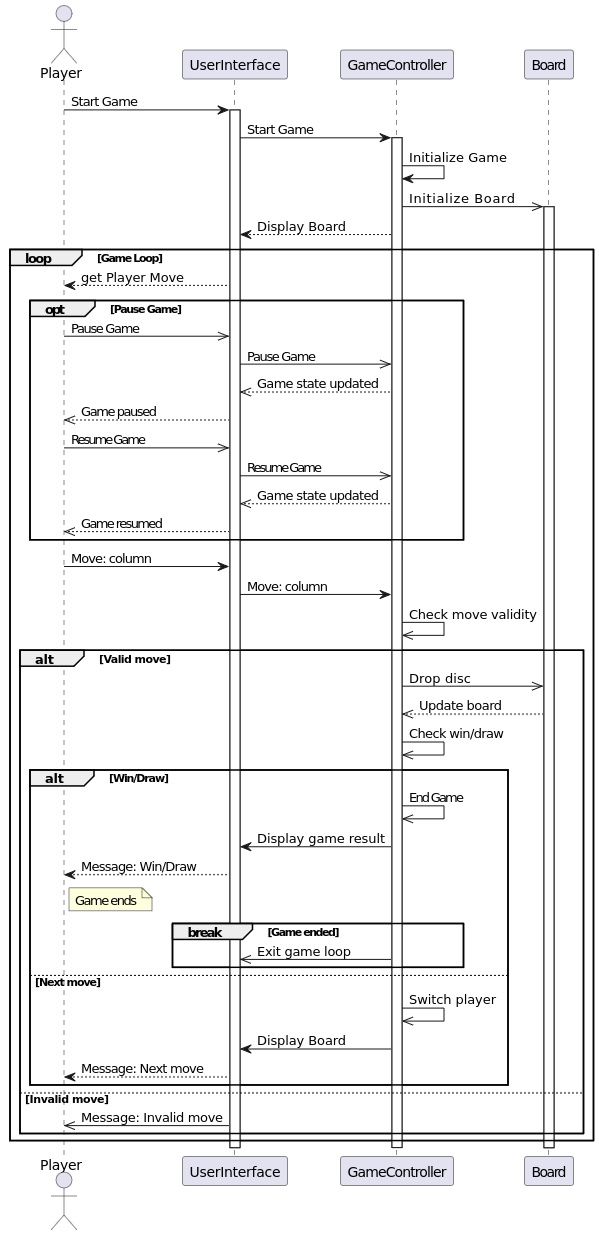 Player
UserInterface
GameController
Board
Start Game
Start Game
Initialize Game
Initialize Board
Display Board
loop [Game Loop]
get Player Move
opt [Pause Game]
Pause Game
Pause Game
Game state updated
Game paused
Resume Game
Resume Game
Game state updated
Game resumed
Move: column
Move: column
Check move validity
alt [Valid move]
Drop disc
Update board
Check win/draw
alt [Win/Draw]
End Game
Display game result
Message: Win/Draw
Game ends
break [Game ended]
Exit game loop
[Next move]
Switch player
Display Board
Message: Next move
[Invalid move]
Message: Invalid move
Player
UserInterface
GameController
Board